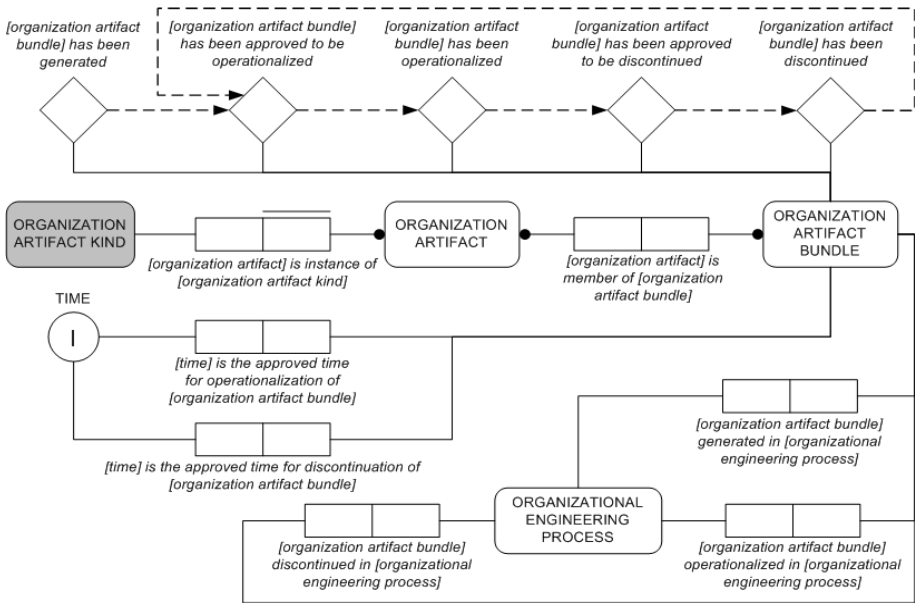 [organization artifact
bundle] has been
generated
[organization artifact bundle]
has been approved to be
operationalized
[organization artifact
bundle] has been
operationalized
[organization artifact
bundle] has been approved
to be discontinued
[organization artifact
bundle] has been
discontinued
ORGANIZATION
ARTIFACT KIND
ORGANIZATION
ARTIFACT
ORGANIZATION
ARTIFACT
BUNDLE
[organization artifact] is instance of
[organization artifact kind]
[organization artifact] is
member of [organization
artifact bundle]
TIME
I
[time] is the approved time
for operationalization of
[organization artifact bundle]
[organization artifact bundle]
generated in [organizational
engineering process]
[time] is the approved time for discontinuation of
[organization artifact bundle]
ORGANIZATIONAL
ENGINEERING
PROCESS
[organization artifact bundle]
discontinued in [organizational
engineering process]
[organization artifact bundle]
operationalized in [organizational
engineering process]